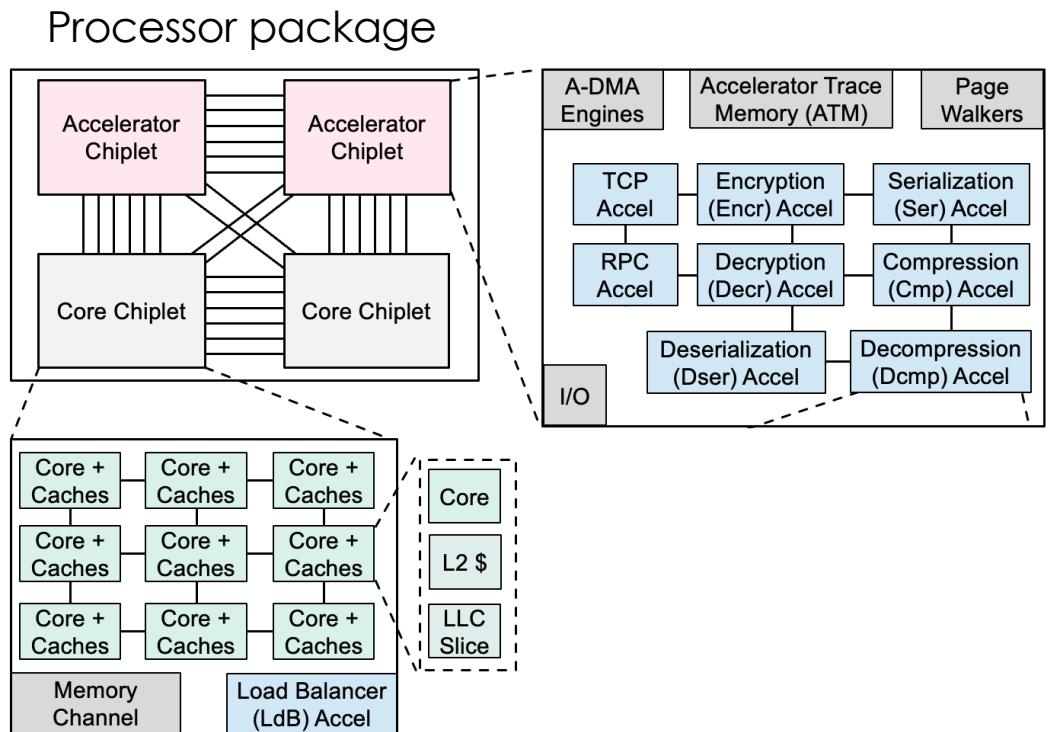 Processor package
Accelerator
Chiplet
Accelerator
Chiplet
Core Chiplet
Core Chiplet
A-DMA
Engines
Accelerator Trace
Memory (ATM)
Page
Walkers
TCP
Accel
Encryption
(Encr) Accel
Serialization
(Ser) Accel
RPC
Accel
Decryption
(Decr) Accel
Compression
(Cmp) Accel
Deserialization
(Dser) Accel
Decompression
(Dcmp) Accel
I/O
Core +
Caches
Core +
Caches
Core +
Caches
Core +
Caches
Core +
Caches
Core +
Caches
Core +
Caches
Core +
Caches
Core +
Caches
Memory
Channel
Load Balancer
(LdB) Accel
Core
L2 $
LLC
Slice